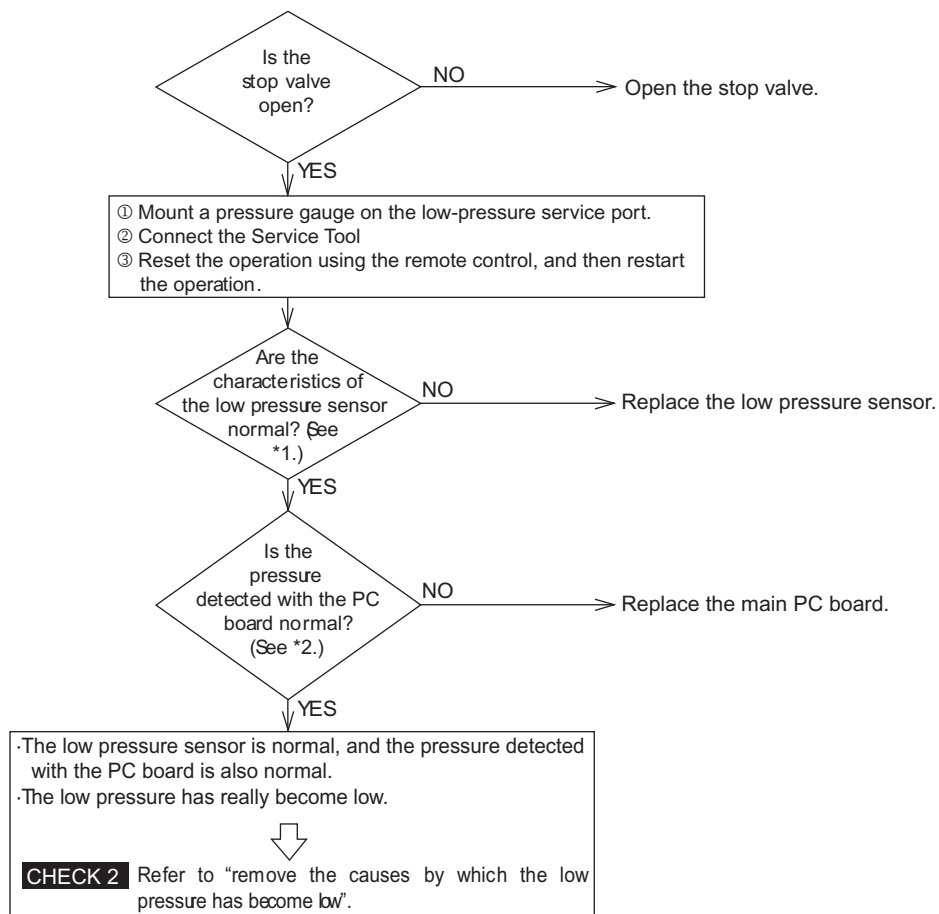 Is the
stop valve
open?
NO
Open the stop valve.
YES
① Mount a pressure gauge on the low-pressure service port.
② Connect the Service Tool
③ Reset the operation using the remote control, and then restart
the operation.
Are the
characteristics of
the low pressure sensor
normal? (See
*1.)
NO
Replace the low pressure sensor.
YES
Is the
pressure
detected with the PC
board normal?
(See *2.)
NO
Replace the main PC board.
YES
·The low pressure sensor is normal, and the pressure detected
with the PC board is also normal.
·The low pressure has really become low.
CHECK 2 Refer to “remove the causes by which the low
pressure has become low”.